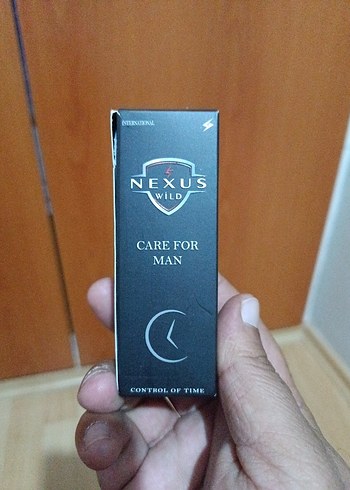 INTERNATIONAL
NEXUS
WiLD
CARE FOR
MAN
CONTROL OF TIME